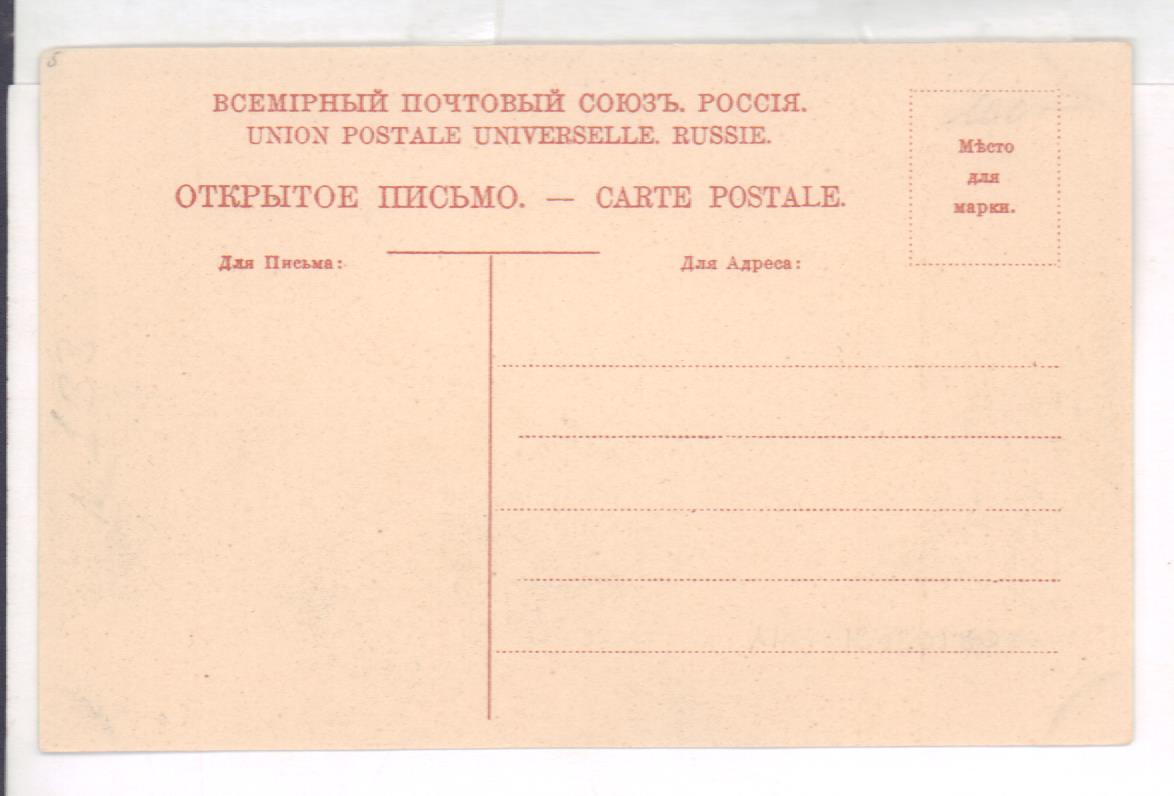 ВСЕМІРНЫЙ ПОЧТОВЫЙ СОЮЗЪ. РОССІЯ.
UNION POSTALE UNIVERSELLE. RUSSIE.
ОТКРЫТОЕ ПИСЬМО. — CARTE POSTALE.
Мѣсто
для
марки.
Для Письма:
Для Адреса:
5